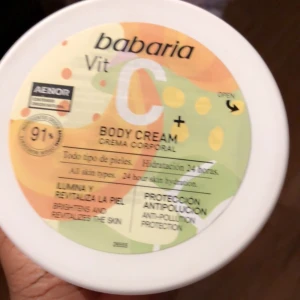 babaria
Vit
C+
OPEN
AENOR
91%
BODY CREAM
CREMA CORPORAL
Todo tipo de pieles. Hidratación 24 horas.
All skin types. 24 hour skin hydration.
ILUMINA Y
REVITALIZA LA PIEL
BRIGHTENS AND
REVITALIZES THE SKIN
PROTECCIÓN
ANTIPOLUCIÓN
ANTI-POLLUTION
PROTECTION